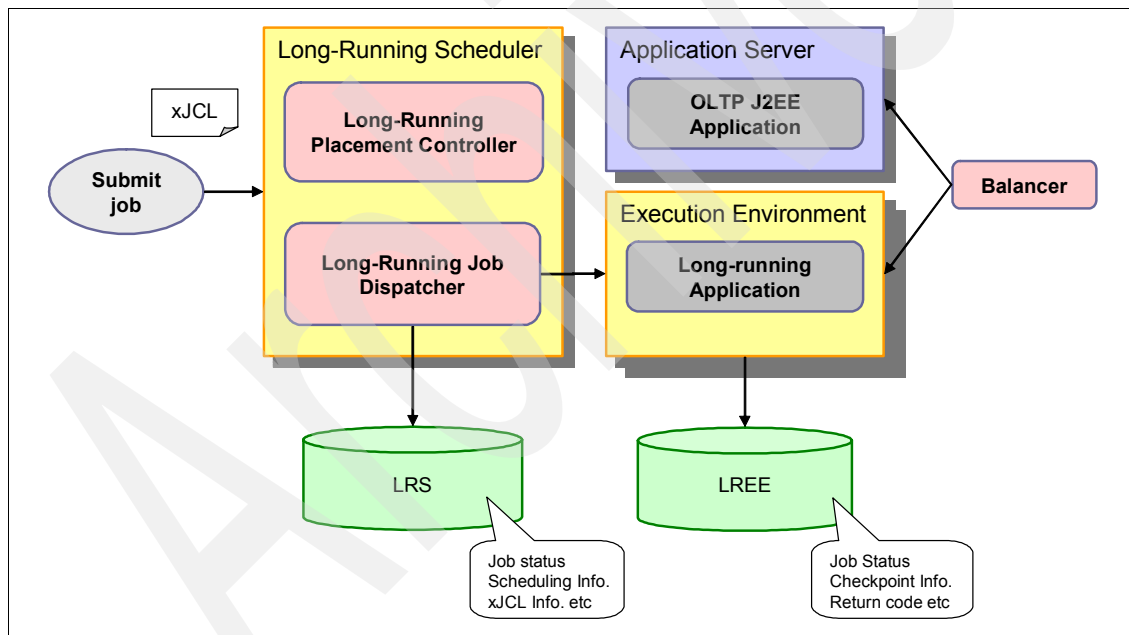 Long-Running Scheduler
Application Server
xJCL
Long-Running
Placement Controller
OLTP J2EE
Application
Submit
job
Balancer
Execution Environment
Long-Running Job
Dispatcher
Long-running
Application
LRS
LREE
Job status
Scheduling Info.
xJCL Info. etc
Job Status
Checkpoint Info.
Return code etc